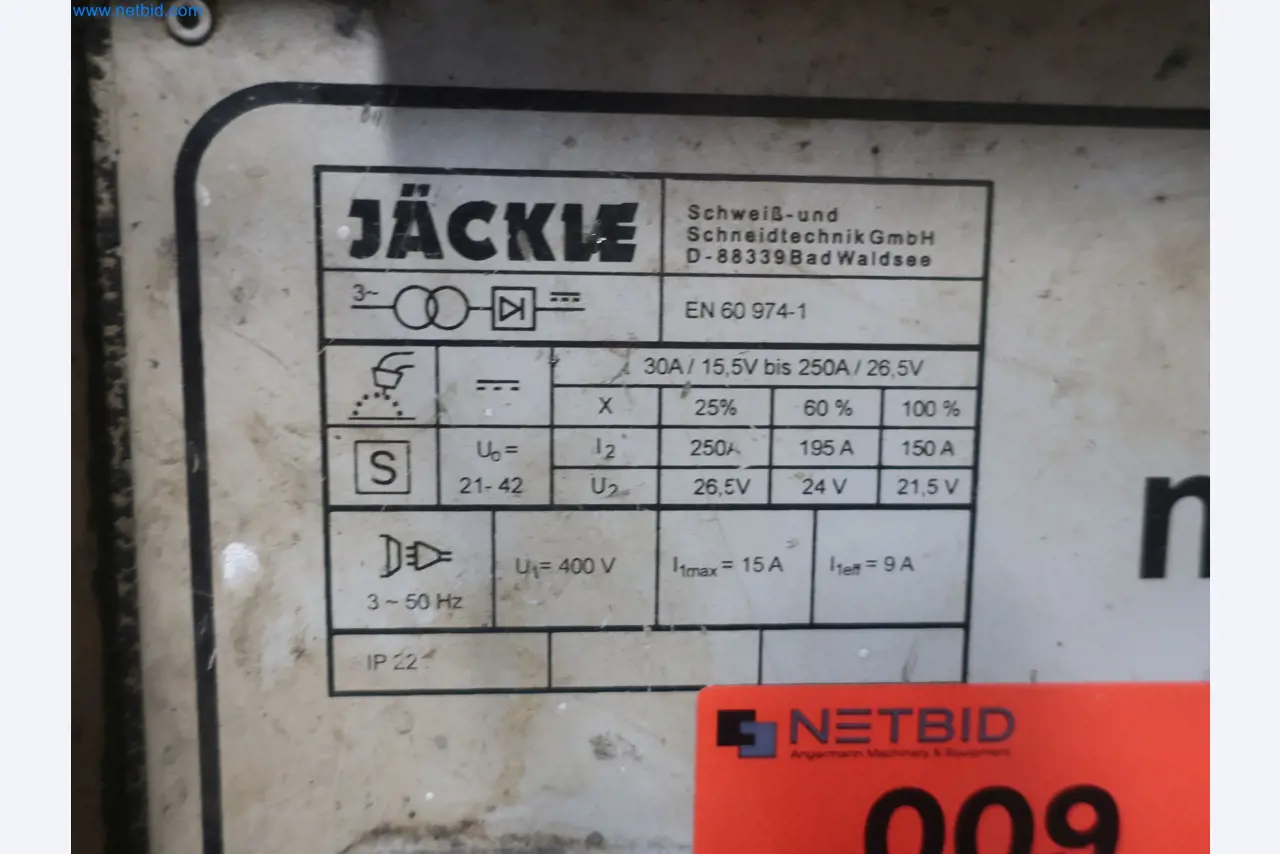 www.netbid.com
JÄCKLE
Schweiß-und
Schneidtechnik GmbH
D-88339 Bad Waldsee
3~
EN 60 974-1
30A / 15,5V bis 250A / 26,5V
X 25% 60 % 100 %
S
U0=
21- 42
I2 250A 195 A 150 A
U2 26,5V 24 V 21,5 V
3 ~ 50 Hz
U1= 400 V
I1max = 15 A
I1eff = 9 A
IP 22
NETBID
Angermann Machinery & Equipment
009